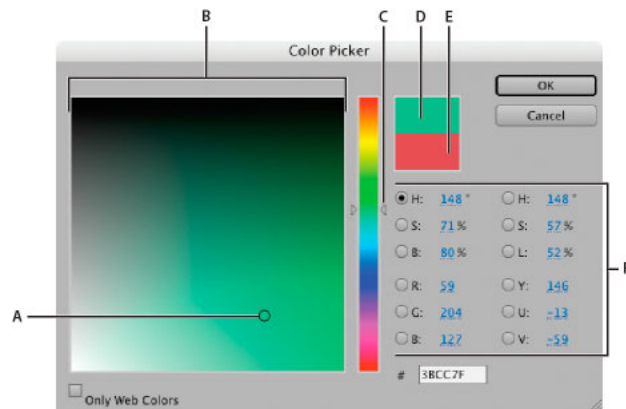 B
C
D
E
Color Picker
OK
Cancel
H: 148 ° H: 148 °
S: 71 % S: 57 %
B: 80 % L: 52 %
F
R: 59 Y: 146
A
G: 204 U: -13
B: 127 V: -59
# 3BCC7F
Only Web Colors